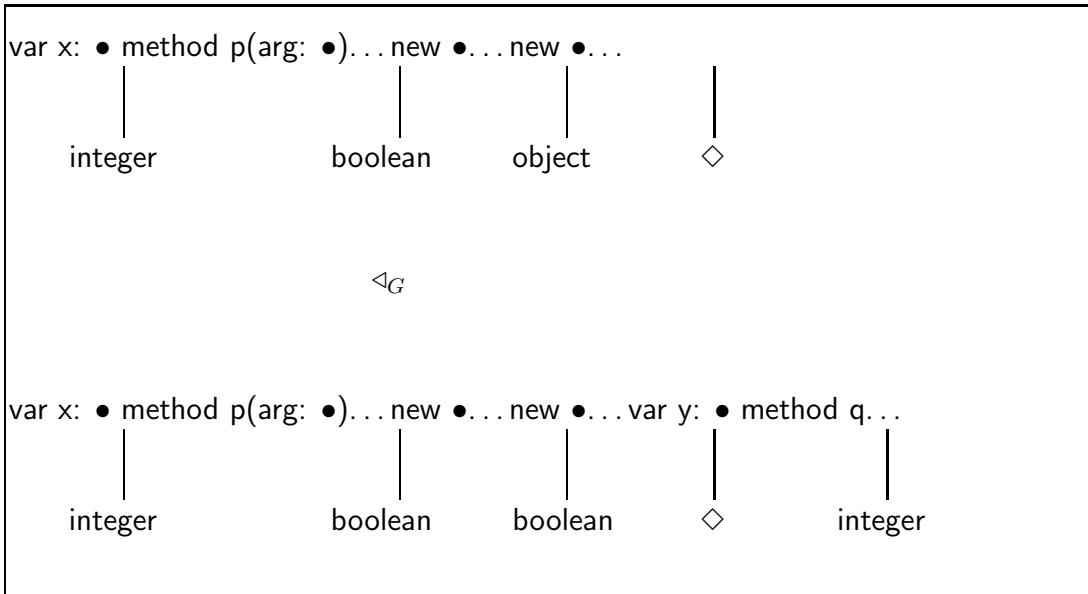 var x: • method p(arg: •)...new •...new •...
integer boolean object ◇
◁G
var x: • method p(arg: •)...new •...new •...var y: • method q...
integer boolean boolean ◇ integer